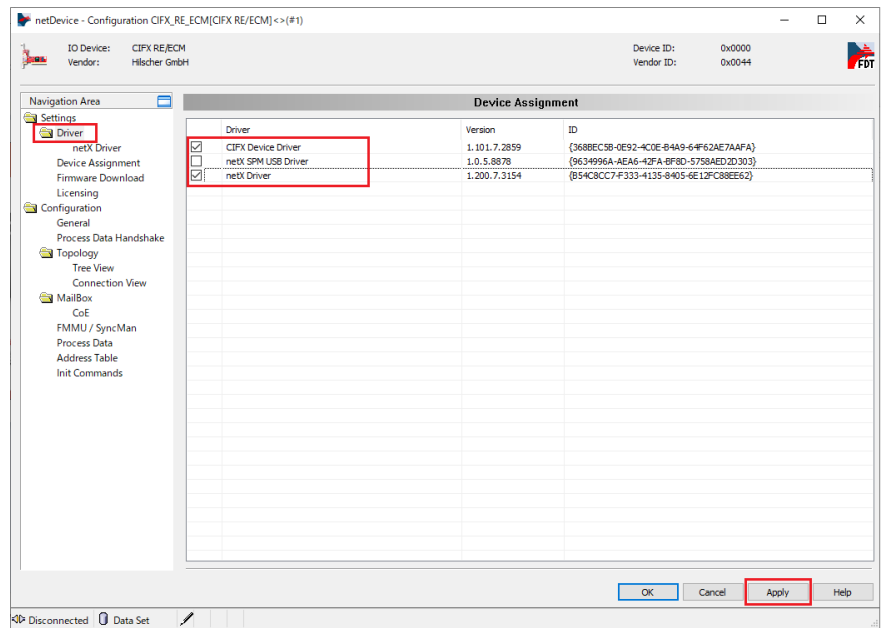 netDevice - Configuration CIFX_RE_ECM[CIFX RE/ECM]<>(#1)
IO Device: CIFX RE/ECM Device ID: 0x0000
Vendor: Hilscher GmbH Vendor ID: 0x0044
FDT
Navigation Area
Settings
Driver
netX Driver
Device Assignment
Firmware Download
Licensing
Configuration
General
Process Data Handshake
Topology
Tree View
Connection View
MailBox
CoE
FMMU / SyncMan
Process Data
Address Table
Init Commands
Device Assignment
Driver Version ID
CIFX Device Driver 1.101.7.2859 {368BEC5B-0E92-4C0E-B4A9-64F62AE7AAFA}
netX SPM USB Driver 1.0.5.8878 {9634996A-AEA6-42FA-BF8D-5758AED2D303}
netX Driver 1.200.7.3154 {B54C8CC7-F333-4135-8405-6E12FC88EE62}
OK Cancel Apply Help
Disconnected Data Set